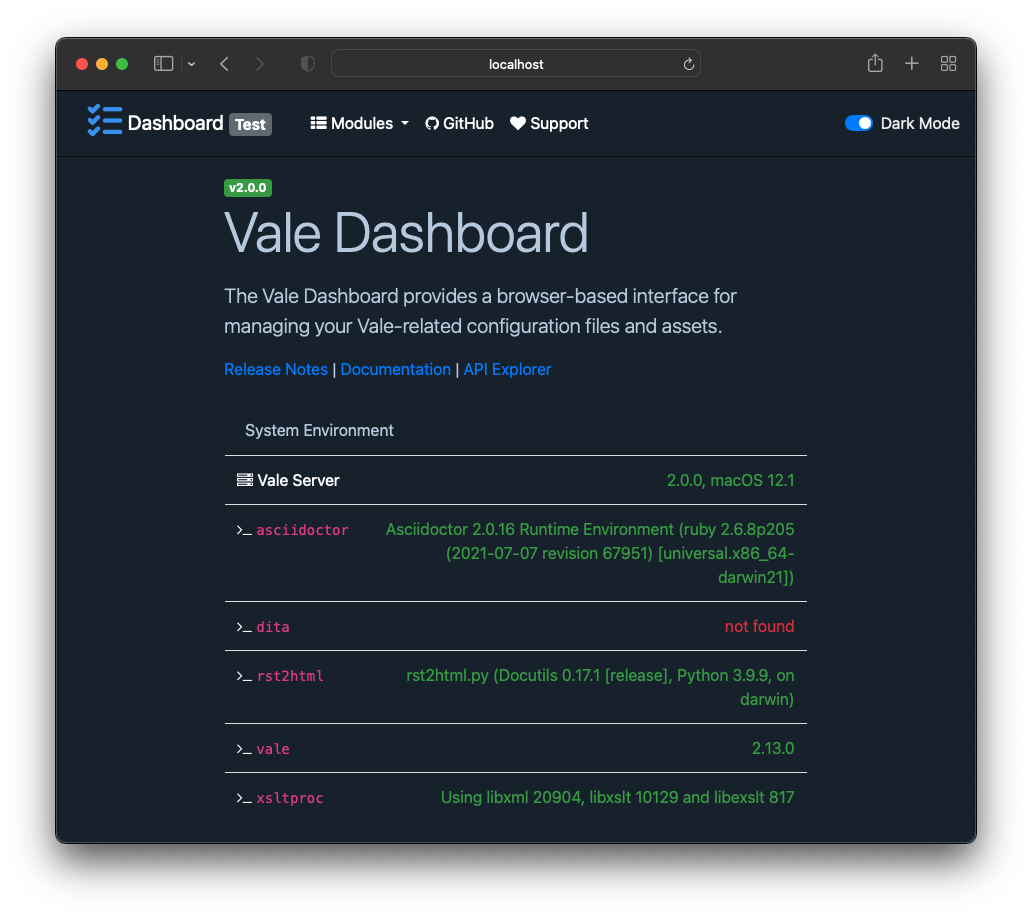 localhost
Dashboard Test Modules GitHub Support Dark Mode
v2.0.0
Vale Dashboard
The Vale Dashboard provides a browser-based interface for
managing your Vale-related configuration files and assets.
Release Notes | Documentation | API Explorer
System Environment
Vale Server 2.0.0, macOS 12.1
asciidoctor Asciidoctor 2.0.16 Runtime Environment (ruby 2.6.8p205
(2021-07-07 revision 67951) [universal.x86_64-
darwin21])
dita not found
rst2html rst2html.py (Docutils 0.17.1 [release], Python 3.9.9, on
darwin)
vale 2.13.0
xsltproc Using libxml 20904, libxslt 10129 and libexslt 817